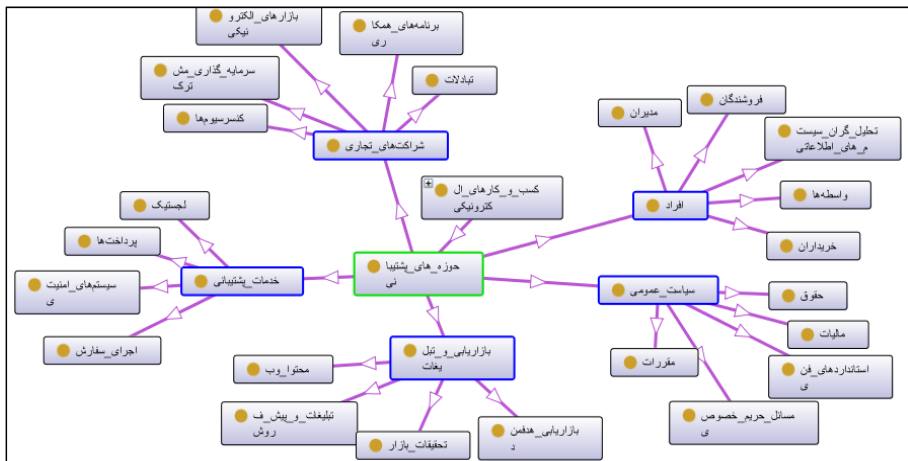 بازارهای_الکترو
نیکی
برنامه‌های_همکا
ری
سرمایه_گذاری_مش
ترک
تبادلات
کنسرسیوم‌ها
شراکت‌های_تجاری
فروشندگان
مدیران
تحلیل_گران_سیست
م_های_اطلاعاتی
واسطه‌ها
افراد
خریداران
کسب_و_کارهای_ال
کترونیکی
لجستیک
پرداخت‌ها
سیستم‌های_امنیت
ی
خدمات_پشتیبانی
اجرای_سفارش
حوزه_های_پشتیبا
نی
سیاست_عمومی
حقوق
مالیات
استانداردهای_فن
ی
مقررات
مسائل_حریم_خصوص
ی
بازاریابی_و_تبل
یغات
محتوا_وب
تبلیغات_و_پیش_ف
روش
تحقیقات_بازار
بازاریابی_هدفمن
د